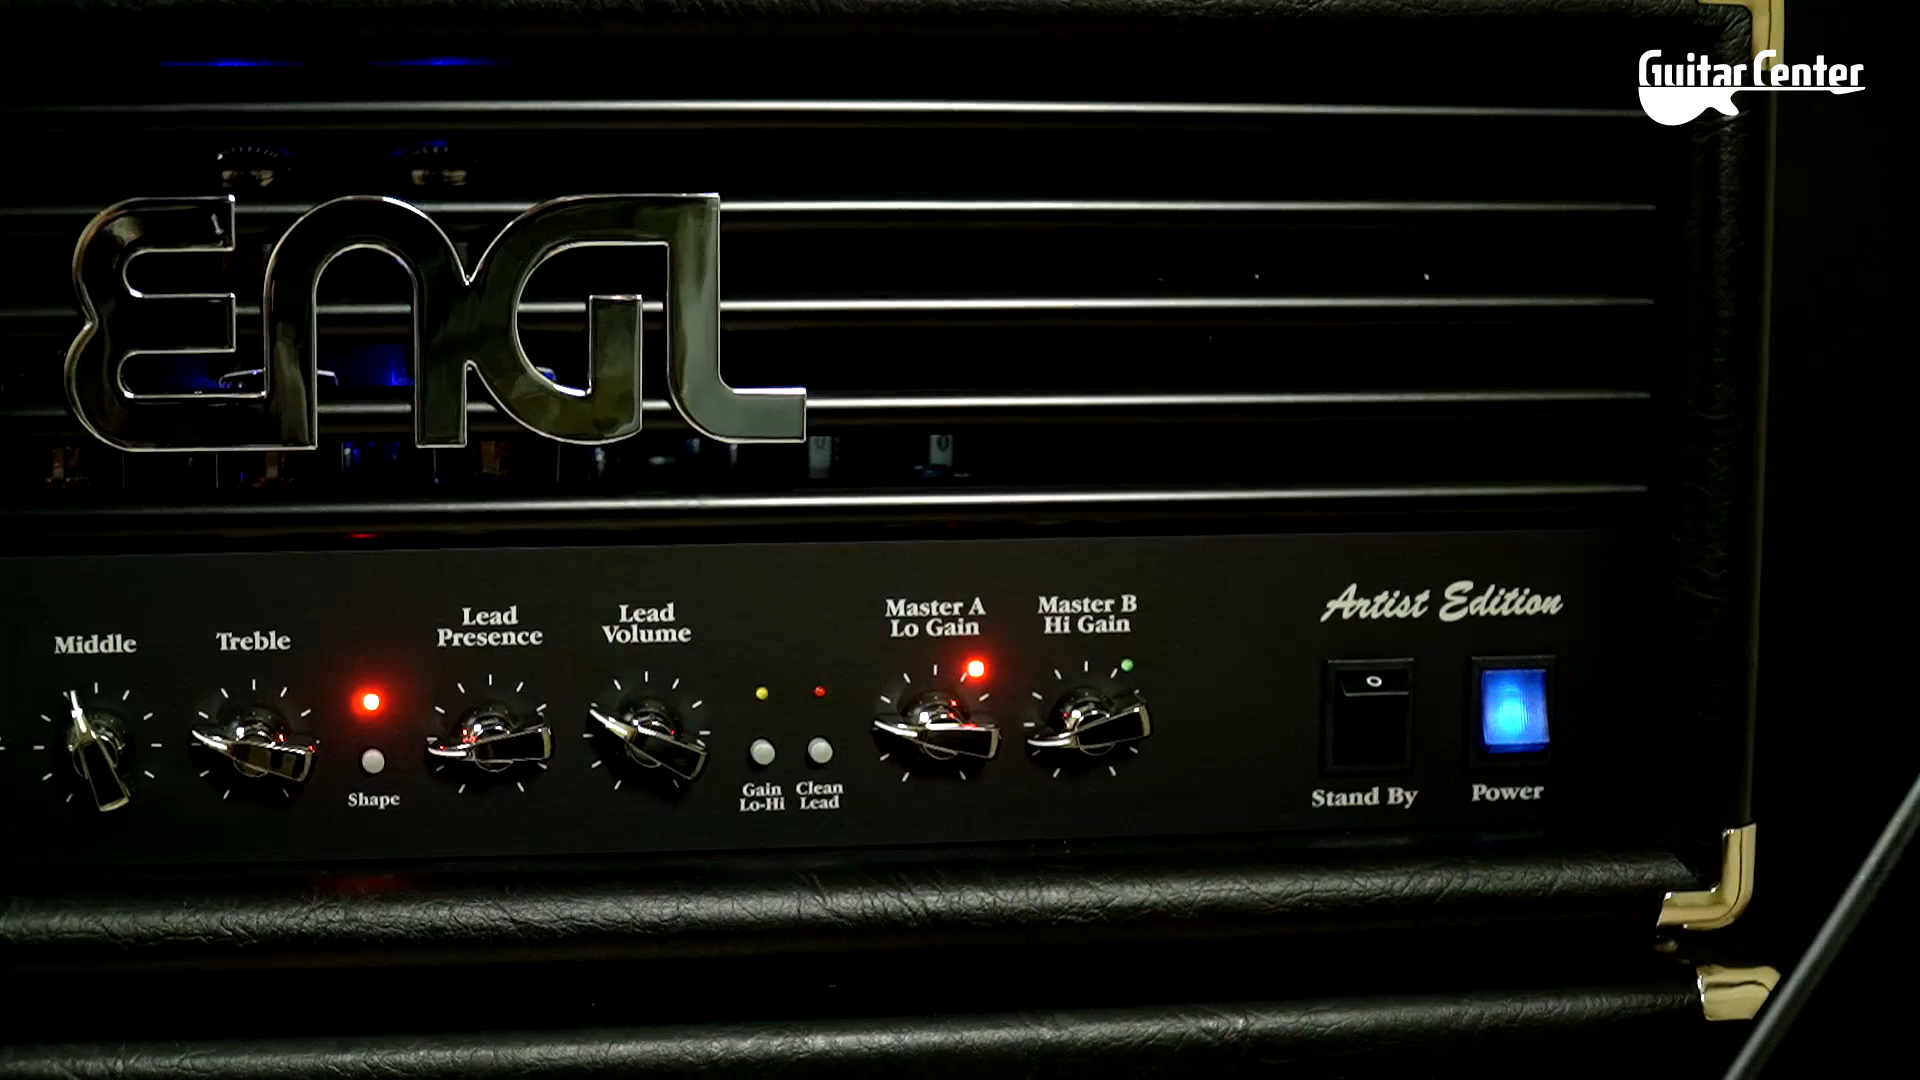 Guitar Center
ENGL
Artist Edition
Middle
Treble
Shape
Lead
Presence
Lead
Volume
Gain
Lo-Hi
Clean
Lead
Master A
Lo Gain
Master B
Hi Gain
Stand By
Power